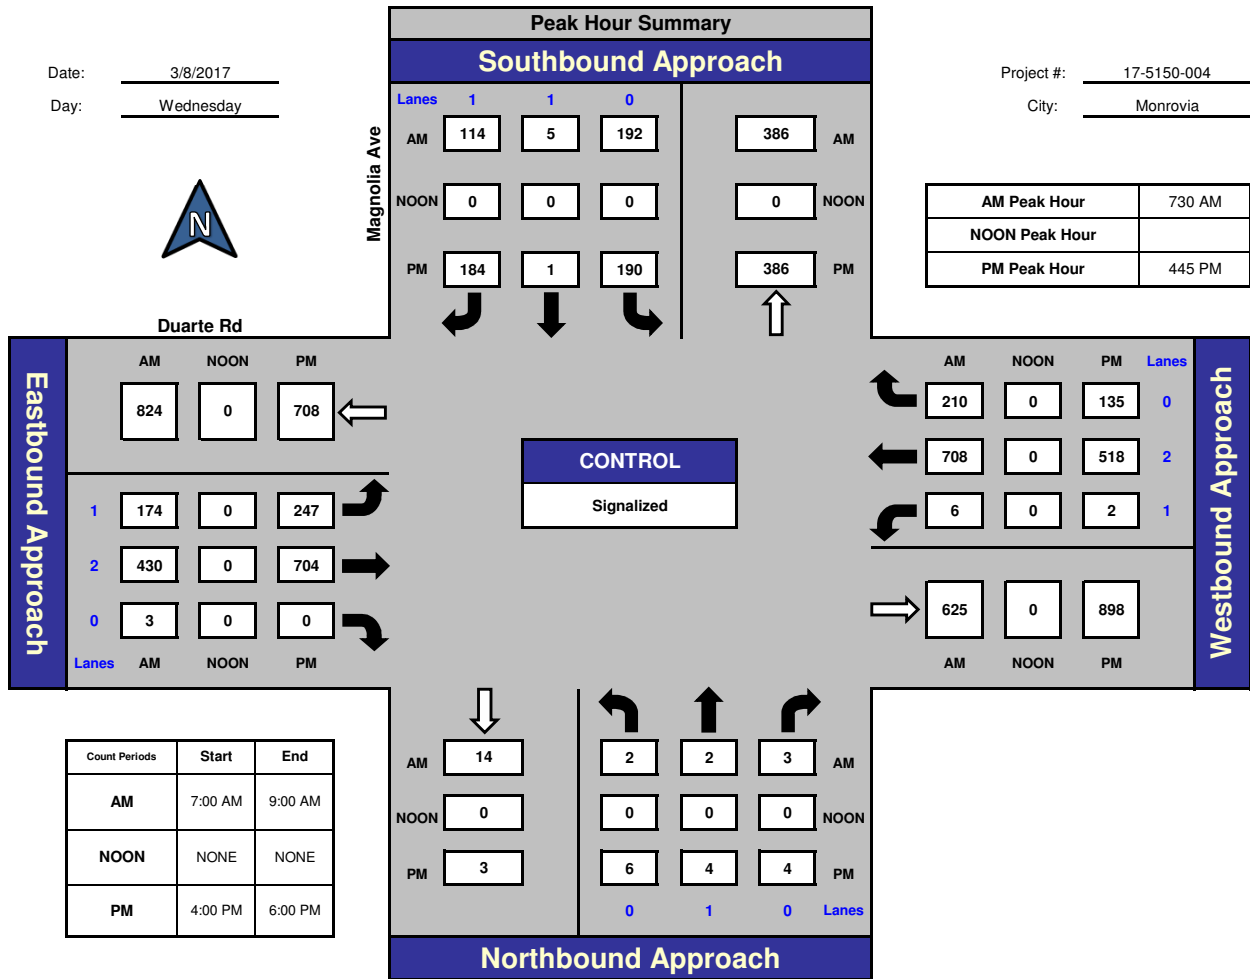 Peak Hour Summary
Southbound Approach
Date: 3/8/2017
Day: Wednesday
Project #: 17-5150-004
City: Monrovia
Magnolia Ave
N
Lanes 1 1 0
AM 114 5 192 386 AM
NOON 0 0 0 0 NOON
PM 184 1 190 386 PM
AM Peak Hour 730 AM
NOON Peak Hour
PM Peak Hour 445 PM
Duarte Rd
Eastbound Approach
AM NOON PM
824 0 708
1 174 0 247
2 430 0 704
0 3 0 0
Lanes AM NOON PM
CONTROL
Signalized
Westbound Approach
AM NOON PM Lanes
210 0 135 0
708 0 518 2
6 0 2 1
625 0 898
AM NOON PM
Count Periods Start End
AM 7:00 AM 9:00 AM
NOON NONE NONE
PM 4:00 PM 6:00 PM
AM 14 2 2 3 AM
NOON 0 0 0 0 NOON
PM 3 6 4 4 PM
0 1 0 Lanes
Northbound Approach